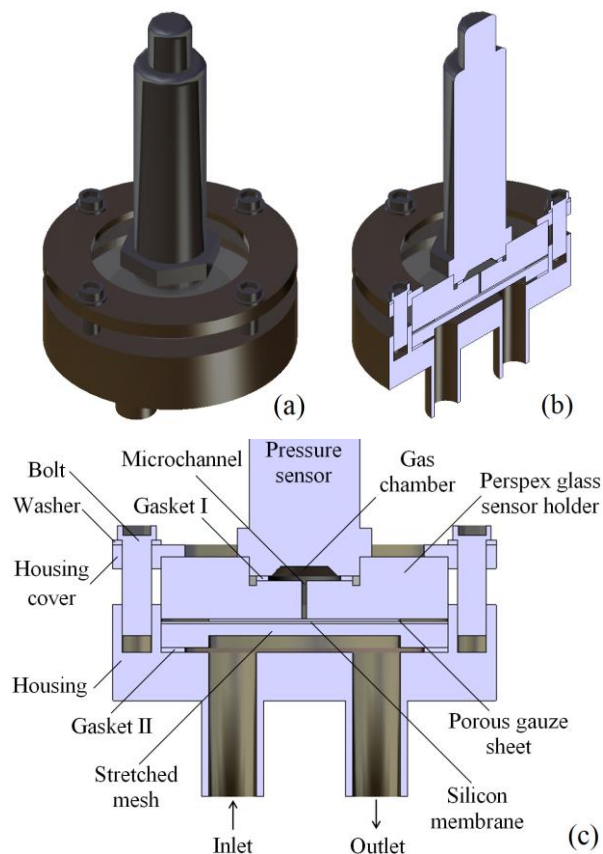 (a)
(b)
Bolt
Washer
Housing
cover
Housing
Gasket II
Stretched
mesh
Microchannel
Gasket I
Pressure
sensor
Gas
chamber
Perspex glass
sensor holder
Porous gauze
sheet
Silicon
membrane
Inlet
Outlet
(c)